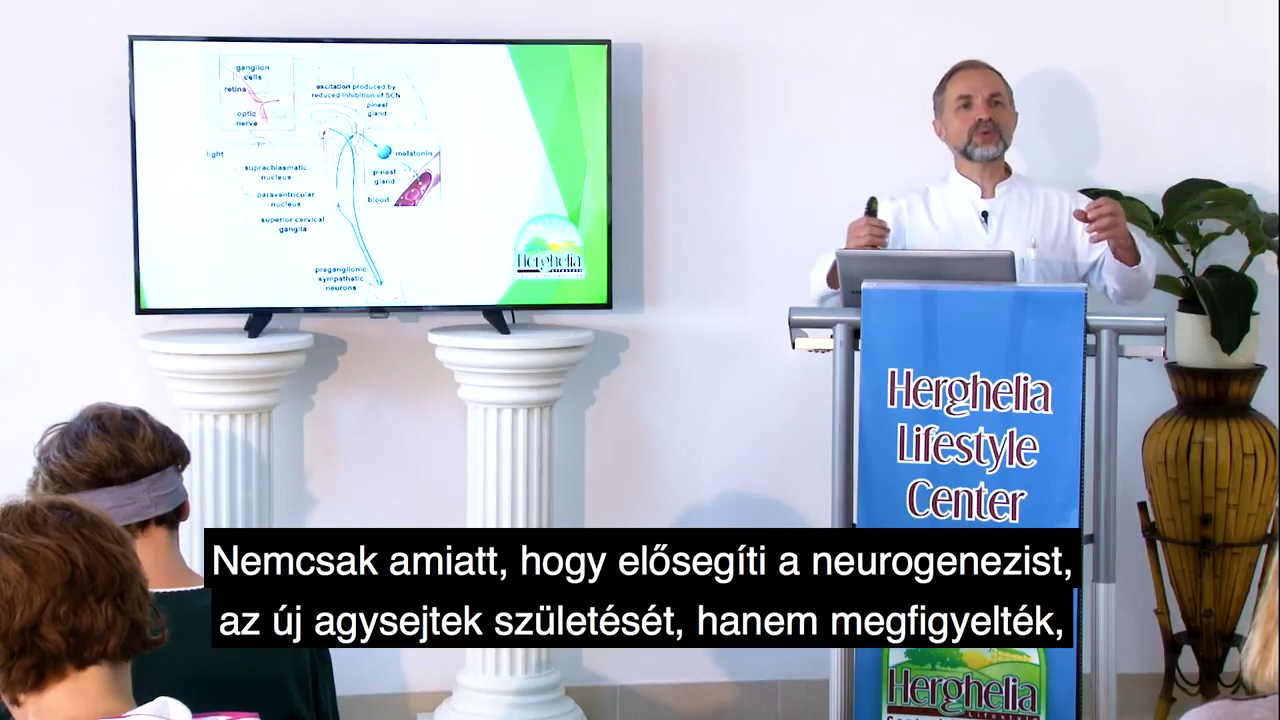 ganglion
cells
retina
optic
nerve
excitation produced by
reduced inhibition of SCN
pineal
gland
light
melatonin
suprachiasmatic
nucleus
pineal
gland
paraventricular
nucleus
blood
superior cervical
ganglia
preganglionic
sympathetic
neurons
Herghelia
Lifestyle
Herghelia
Lifestyle
Center
Nemcsak amiatt, hogy elősegíti a neurogenezist,
az új agysejtek születését, hanem megfigyelték,
Herghelia
Lifestyle